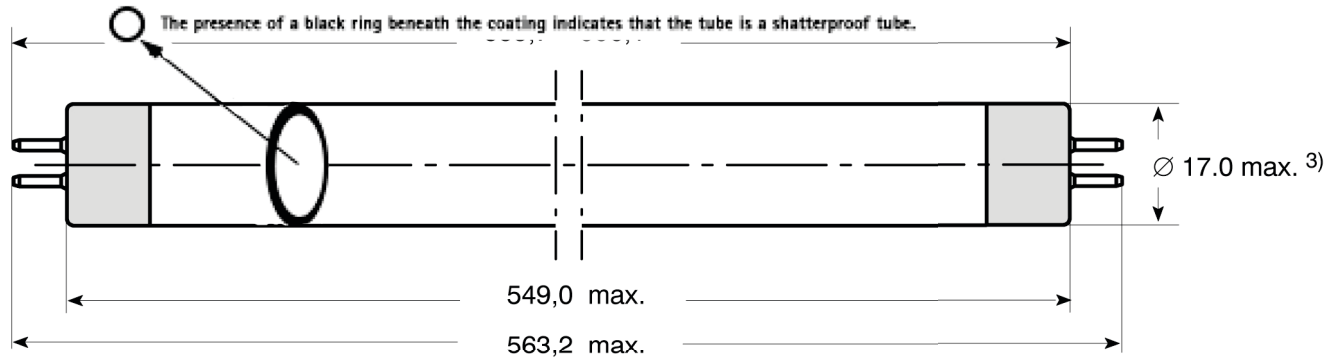 The presence of a black ring beneath the coating indicates that the tube is a shatterproof tube.
Ø 17.0 max. 3)
549,0 max.
563,2 max.